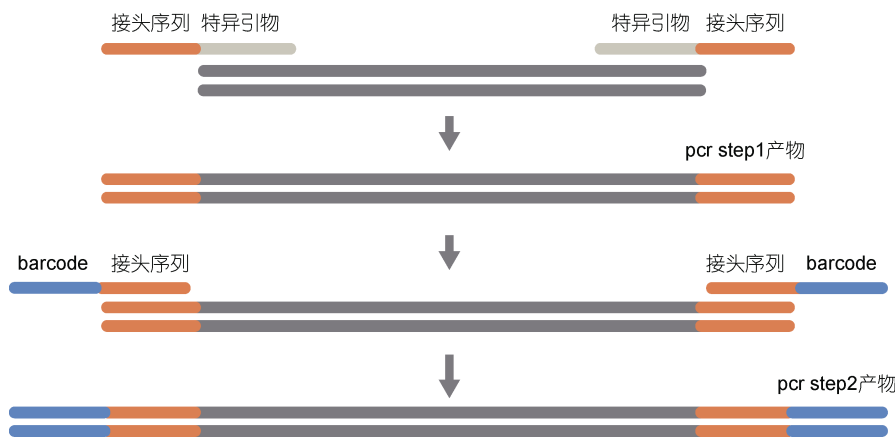 接头序列 特异引物 特异引物 接头序列
pcr step1产物
barcode 接头序列 接头序列 barcode
pcr step2产物